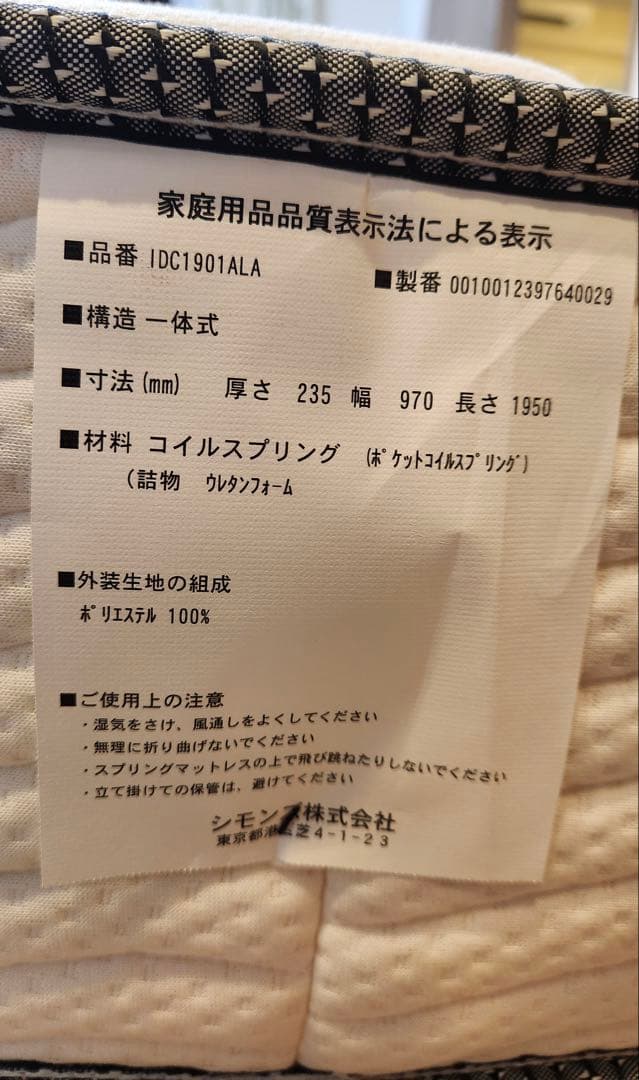 家庭用品品質表示法による表示
■品番 IDC1901ALA ■製番 0010012397640029
■構造 一体式
■寸法(mm) 厚さ 235 幅 970 長さ 1950
■材料 コイルスプリング (ﾎﾟｹｯﾄｺｲﾙｽﾌﾟﾘﾝｸﾞ)
(詰物 ｳﾚﾀﾝﾌｫｰﾑ
■外装生地の組成
ﾎﾟﾘｴｽﾃﾙ 100%
■ご使用上の注意
・湿気をさけ、風通しをよくしてください
・無理に折り曲げないでください
・スプリングマットレスの上で飛び跳ねたりしないでください
・立て掛けての保管は、避けてください
シモンズ株式会社
東京都港区芝4-1-23